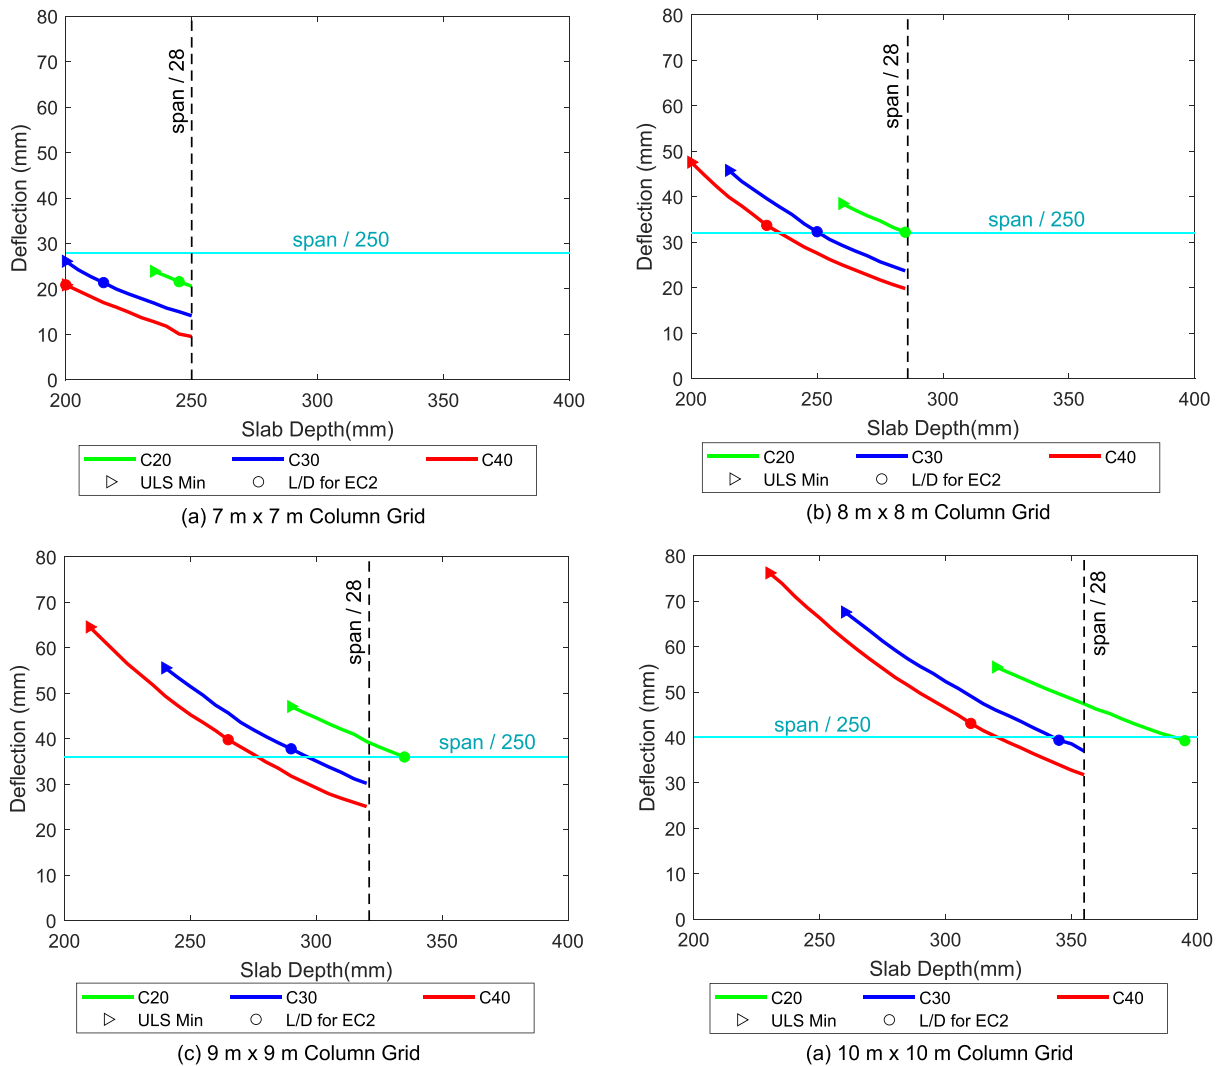 80
70
60
50
40
30
20
10
0
Deflection (mm)
span / 28
span / 250
200 250 300 350 400
Slab Depth(mm)
C20 C30 C40
ULS Min L/D for EC2
(a) 7 m x 7 m Column Grid
80
70
60
50
40
30
20
10
0
Deflection (mm)
span / 28
span / 250
200 250 300 350 400
Slab Depth(mm)
C20 C30 C40
ULS Min L/D for EC2
(b) 8 m x 8 m Column Grid
80
70
60
50
40
30
20
10
0
Deflection (mm)
span / 28
span / 250
200 250 300 350 400
Slab Depth(mm)
C20 C30 C40
ULS Min L/D for EC2
(c) 9 m x 9 m Column Grid
80
70
60
50
40
30
20
10
0
Deflection (mm)
span / 28
span / 250
200 250 300 350 400
Slab Depth(mm)
C20 C30 C40
ULS Min L/D for EC2
(a) 10 m x 10 m Column Grid